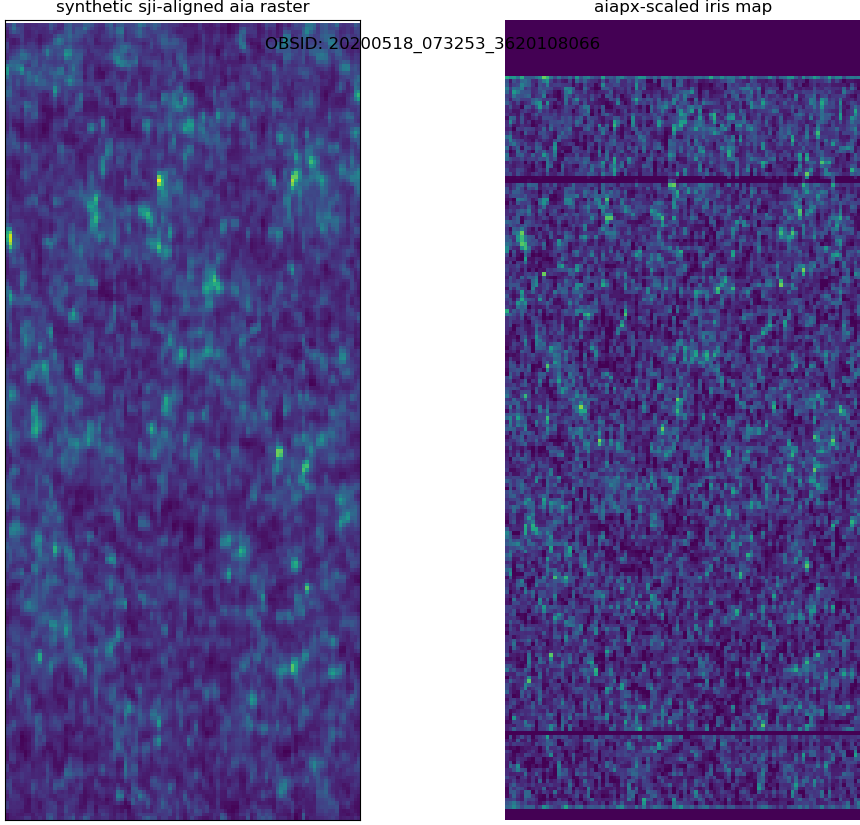 synthetic sji-aligned aia raster
aiapx-scaled iris map
OBSID: 20200518_073253_3620108066